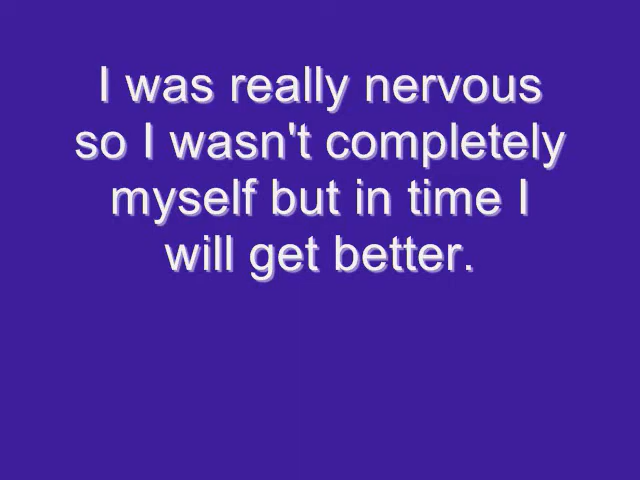 I was really nervous
so I wasn't completely
myself but in time I
will get better.